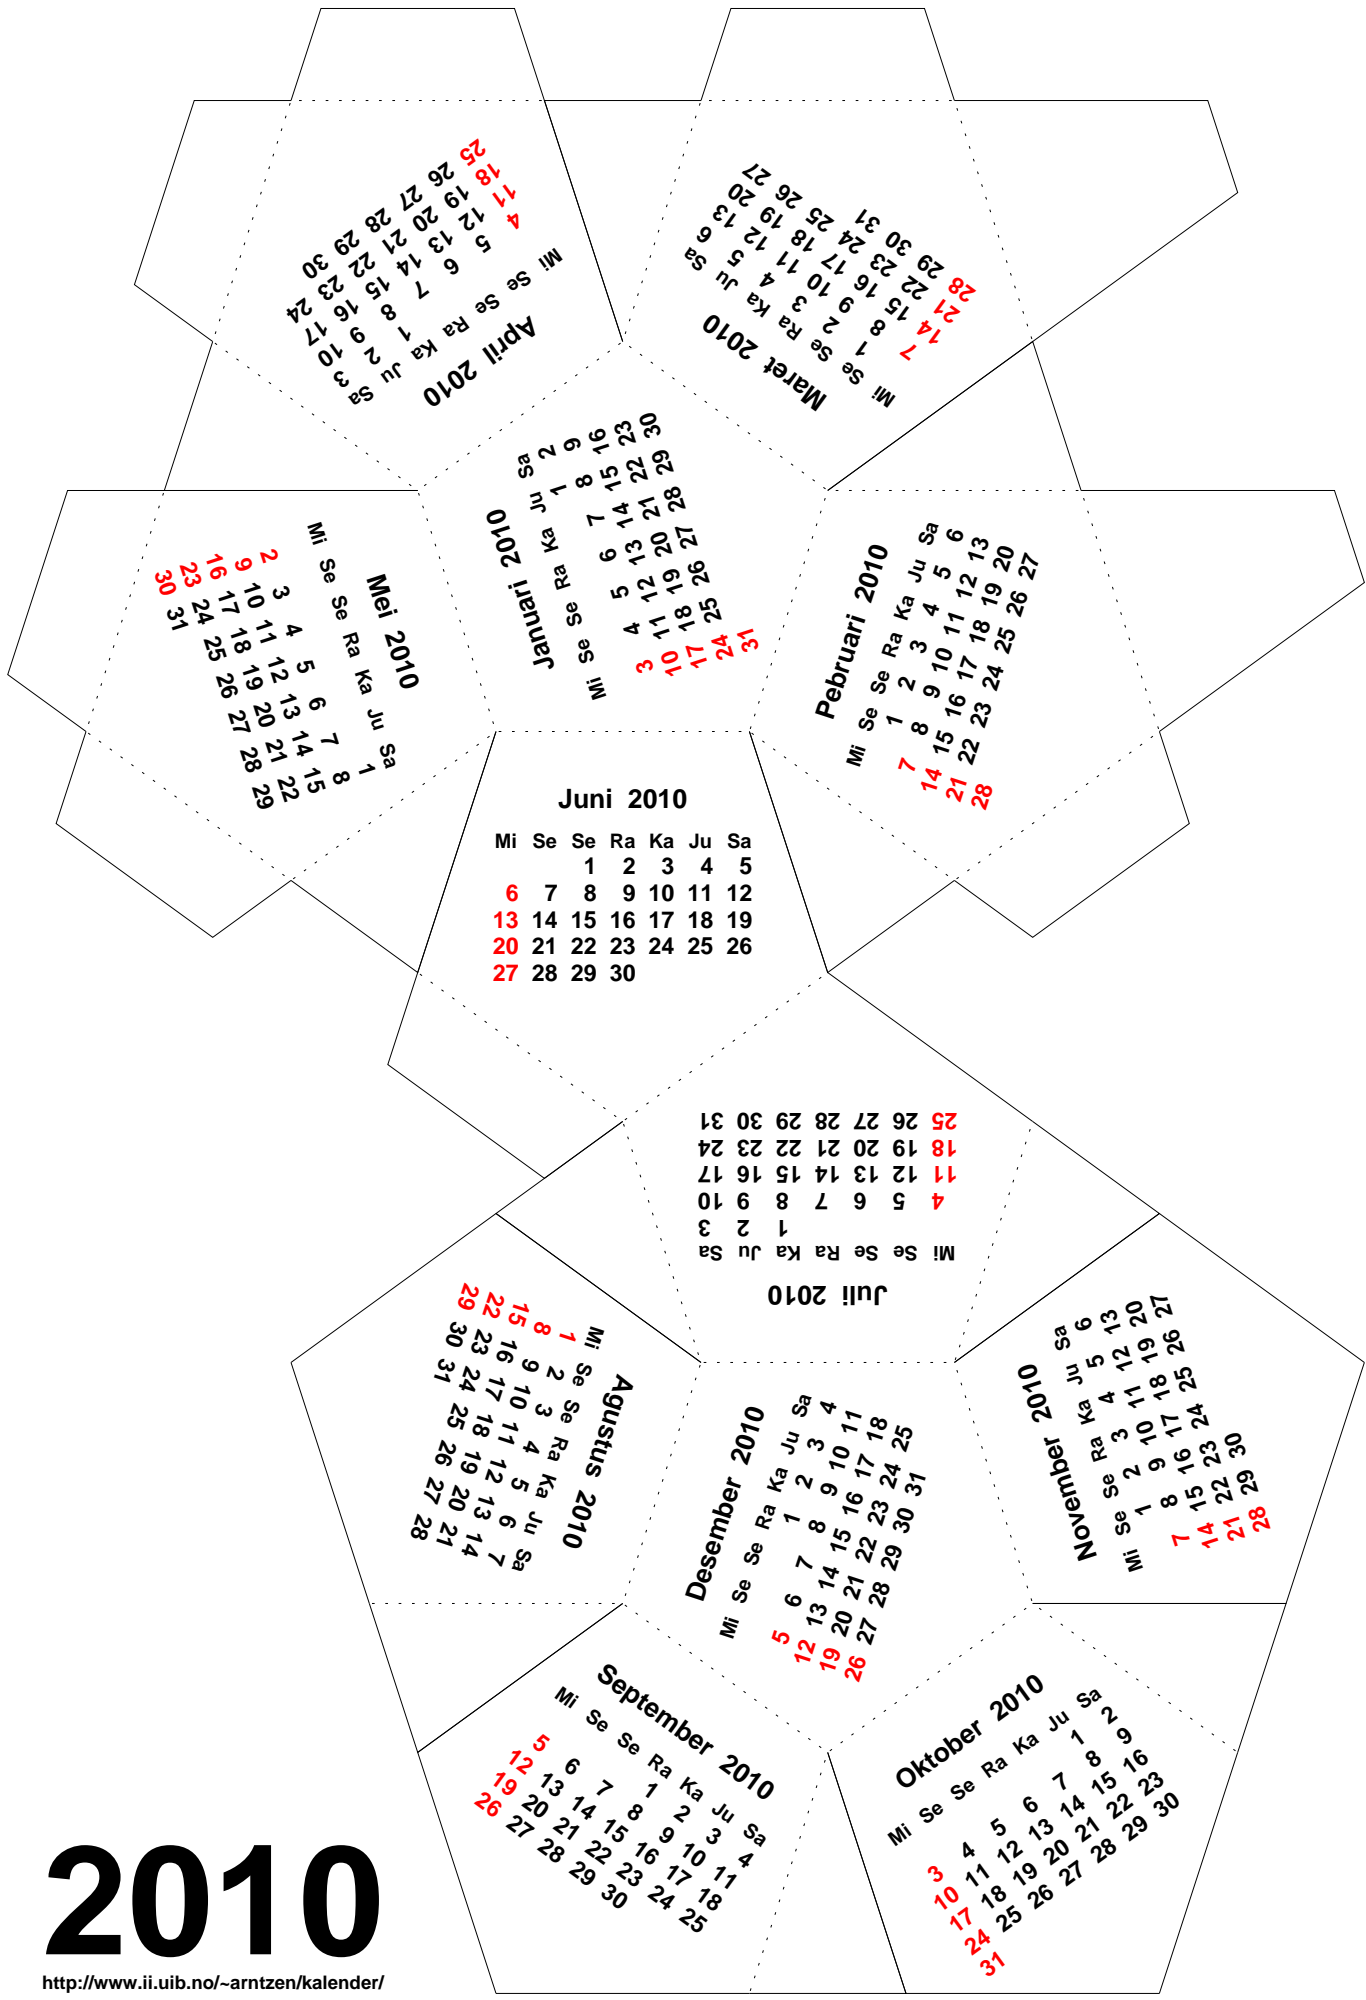 April 2010
Mi Se Se Ra Ka Ju Sa
1 2 3
4 5 6 7 8 9 10
11 12 13 14 15 16 17
18 19 20 21 22 23 24
25 26 27 28 29 30
Maret 2010
Mi Se Se Ra Ka Ju Sa
1 2 3 4 5 6
7 8 9 10 11 12 13
14 15 16 17 18 19 20
21 22 23 24 25 26 27
28 29 30 31
Januari 2010
Mi Se Se Ra Ka Ju Sa
1 2
3 4 5 6 7 8 9
10 11 12 13 14 15 16
17 18 19 20 21 22 23
24 25 26 27 28 29 30
31
Mei 2010
Mi Se Se Ra Ka Ju Sa
1
2 3 4 5 6 7 8
9 10 11 12 13 14 15
16 17 18 19 20 21 22
23 24 25 26 27 28 29
30 31
Pebruari 2010
Mi Se Se Ra Ka Ju Sa
1 2 3 4 5 6
7 8 9 10 11 12 13
14 15 16 17 18 19 20
21 22 23 24 25 26 27
28
Juni 2010
Mi Se Se Ra Ka Ju Sa
1 2 3 4 5
6 7 8 9 10 11 12
13 14 15 16 17 18 19
20 21 22 23 24 25 26
27 28 29 30
Juli 2010
Mi Se Se Ra Ka Ju Sa
1 2 3
4 5 6 7 8 9 10
11 12 13 14 15 16 17
18 19 20 21 22 23 24
25 26 27 28 29 30 31
Agustus 2010
Mi Se Se Ra Ka Ju Sa
1 2 3 4 5 6 7
8 9 10 11 12 13 14
15 16 17 18 19 20 21
22 23 24 25 26 27 28
29 30 31
Desember 2010
Mi Se Se Ra Ka Ju Sa
1 2 3 4
5 6 7 8 9 10 11
12 13 14 15 16 17 18
19 20 21 22 23 24 25
26 27 28 29 30 31
November 2010
Mi Se Se Ra Ka Ju Sa
1 2 3 4 5 6
7 8 9 10 11 12 13
14 15 16 17 18 19 20
21 22 23 24 25 26 27
28 29 30
September 2010
Mi Se Se Ra Ka Ju Sa
1 2 3 4
5 6 7 8 9 10 11
12 13 14 15 16 17 18
19 20 21 22 23 24 25
26 27 28 29 30
Oktober 2010
Mi Se Se Ra Ka Ju Sa
1 2
3 4 5 6 7 8 9
10 11 12 13 14 15 16
17 18 19 20 21 22 23
24 25 26 27 28 29 30
31
2010
http://www.ii.uib.no/~arntzen/kalender/